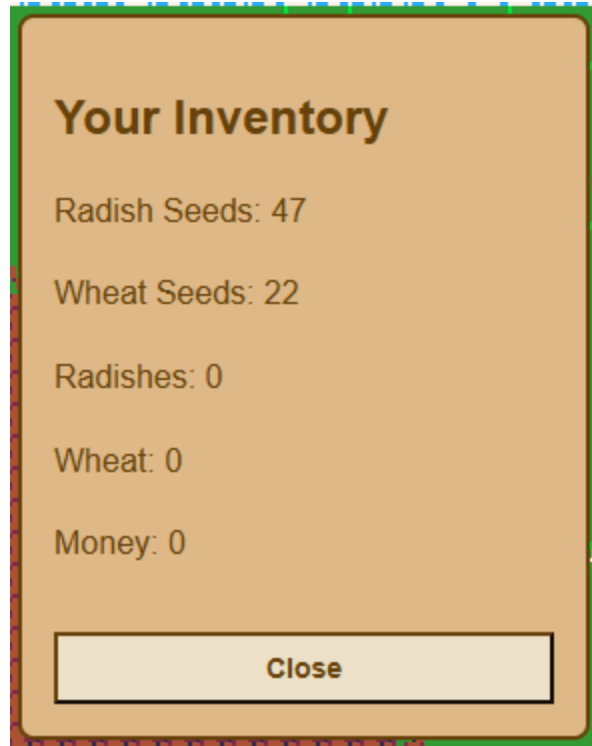 Your Inventory
Radish Seeds: 47
Wheat Seeds: 22
Radishes: 0
Wheat: 0
Money: 0
Close